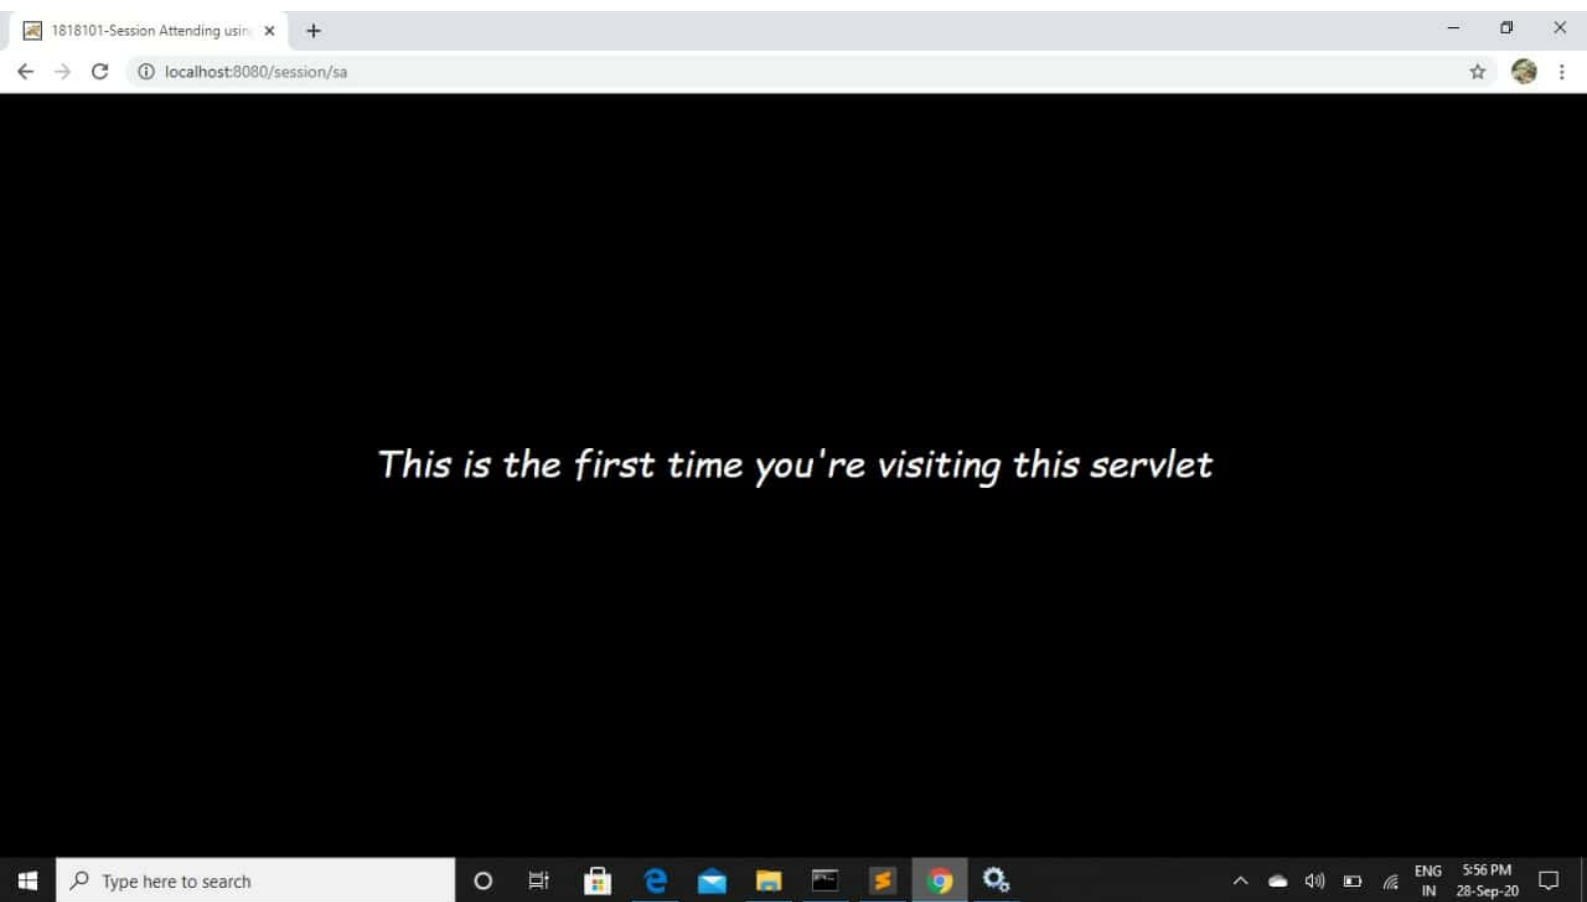 1818101-Session Attending usin
localhost:8080/session/sa
This is the first time you're visiting this servlet
Type here to search
ENG
IN
5:56 PM
28-Sep-20